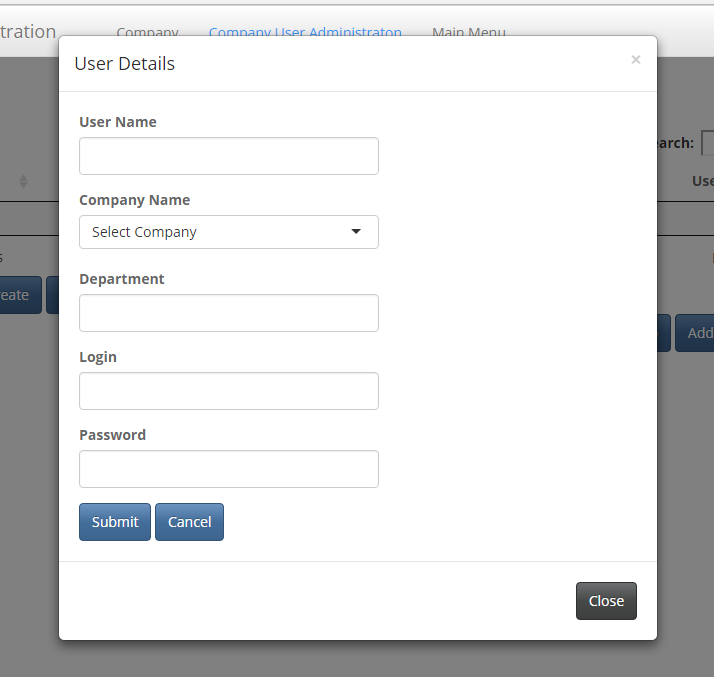 tration Company Company User Administraton Main Menu
User Details ×
User Name
earch:
Use
Company Name
Select Company
s
Department
reate
Add
Login
Password
Submit Cancel
Close